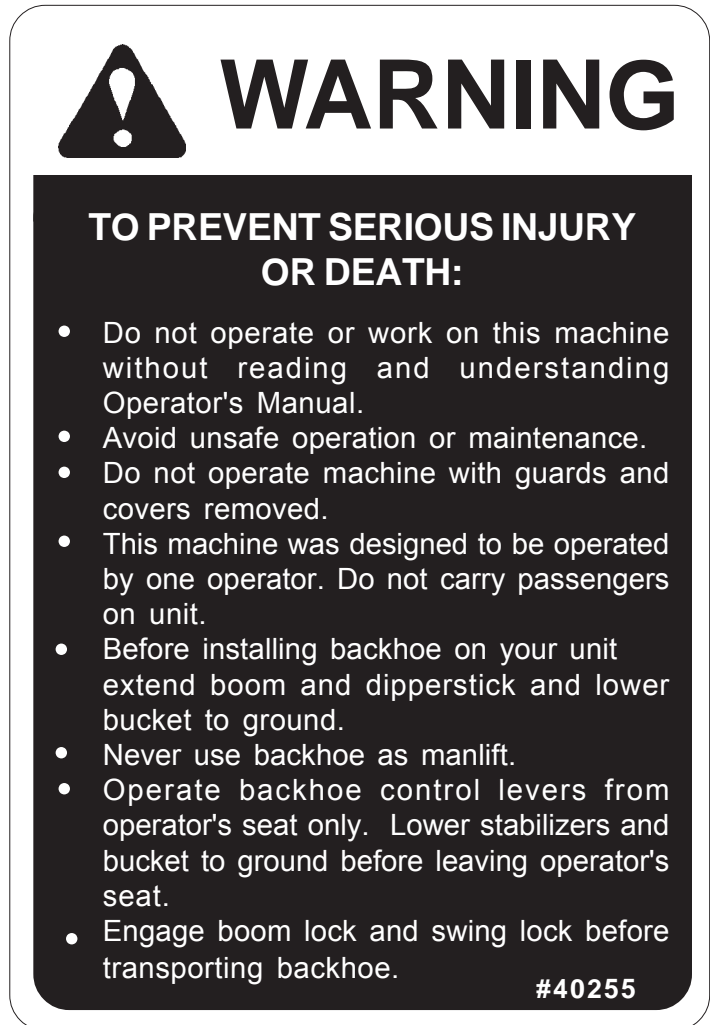 WARNING
TO PREVENT SERIOUS INJURY
OR DEATH:
• Do not operate or work on this machine
without reading and understanding
Operator's Manual.
• Avoid unsafe operation or maintenance.
• Do not operate machine with guards and
covers removed.
• This machine was designed to be operated
by one operator. Do not carry passengers
on unit.
• Before installing backhoe on your unit
extend boom and dipperstick and lower
bucket to ground.
• Never use backhoe as manlift.
• Operate backhoe control levers from
operator's seat only. Lower stabilizers and
bucket to ground before leaving operator's
seat.
• Engage boom lock and swing lock before
transporting backhoe.
#40255